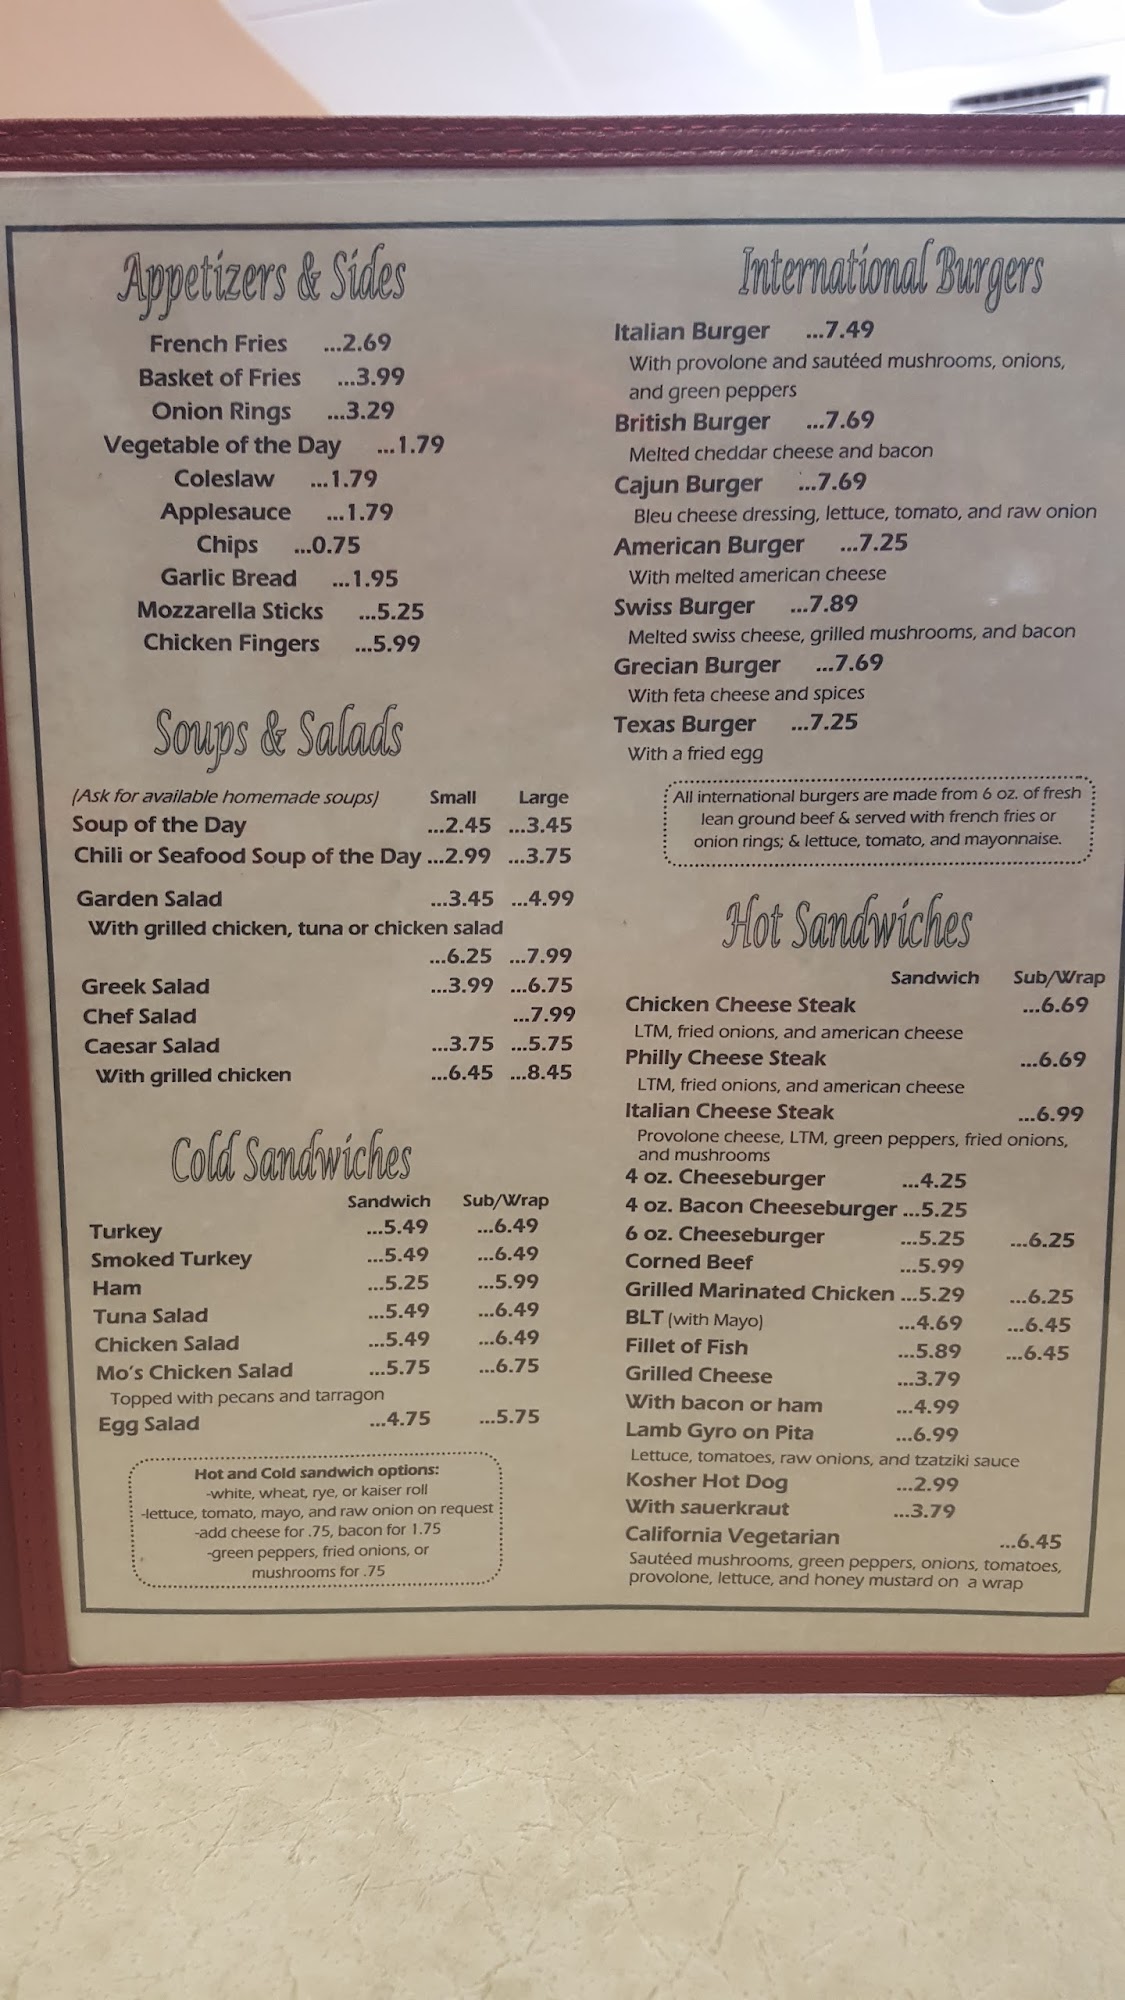 Appetizers & Sides
French Fries ...2.69
Basket of Fries ...3.99
Onion Rings ...3.29
Vegetable of the Day ...1.79
Coleslaw ...1.79
Applesauce ...1.79
Chips ...0.75
Garlic Bread ...1.95
Mozzarella Sticks ...5.25
Chicken Fingers ...5.99
Soups & Salads
(Ask for available homemade soups) Small Large
Soup of the Day ...2.45 ...3.45
Chili or Seafood Soup of the Day ...2.99 ...3.75
Garden Salad ...3.45 ...4.99
With grilled chicken, tuna or chicken salad
...6.25 ...7.99
Greek Salad ...3.99 ...6.75
Chef Salad ...7.99
Caesar Salad ...3.75 ...5.75
With grilled chicken ...6.45 ...8.45
Cold Sandwiches
Sandwich Sub/Wrap
Turkey ...5.49 ...6.49
Smoked Turkey ...5.49 ...6.49
Ham ...5.25 ...5.99
Tuna Salad ...5.49 ...6.49
Chicken Salad ...5.49 ...6.49
Mo's Chicken Salad ...5.75 ...6.75
Topped with pecans and tarragon
Egg Salad ...4.75 ...5.75
Hot and Cold sandwich options:
-white, wheat, rye, or kaiser roll
-lettuce, tomato, mayo, and raw onion on request
-add cheese for .75, bacon for 1.75
-green peppers, fried onions, or
mushrooms for .75
International Burgers
Italian Burger ...7.49
With provolone and sautéed mushrooms, onions,
and green peppers
British Burger ...7.69
Melted cheddar cheese and bacon
Cajun Burger ...7.69
Bleu cheese dressing, lettuce, tomato, and raw onion
American Burger ...7.25
With melted american cheese
Swiss Burger ...7.89
Melted swiss cheese, grilled mushrooms, and bacon
Grecian Burger ...7.69
With feta cheese and spices
Texas Burger ...7.25
With a fried egg
All international burgers are made from 6 oz. of fresh
lean ground beef & served with french fries or
onion rings; & lettuce, tomato, and mayonnaise.
Hot Sandwiches
Sandwich Sub/Wrap
Chicken Cheese Steak ...6.69
LTM, fried onions, and american cheese
Philly Cheese Steak ...6.69
LTM, fried onions, and american cheese
Italian Cheese Steak ...6.99
Provolone cheese, LTM, green peppers, fried onions,
and mushrooms
4 oz. Cheeseburger ...4.25
4 oz. Bacon Cheeseburger ...5.25
6 oz. Cheeseburger ...5.25 ...6.25
Corned Beef ...5.99
Grilled Marinated Chicken ...5.29 ...6.25
BLT (with Mayo) ...4.69 ...6.45
Fillet of Fish ...5.89 ...6.45
Grilled Cheese ...3.79
With bacon or ham ...4.99
Lamb Gyro on Pita ...6.99
Lettuce, tomatoes, raw onions, and tzatziki sauce
Kosher Hot Dog ...2.99
With sauerkraut ...3.79
California Vegetarian ...6.45
Sautéed mushrooms, green peppers, onions, tomatoes,
provolone, lettuce, and honey mustard on a wrap